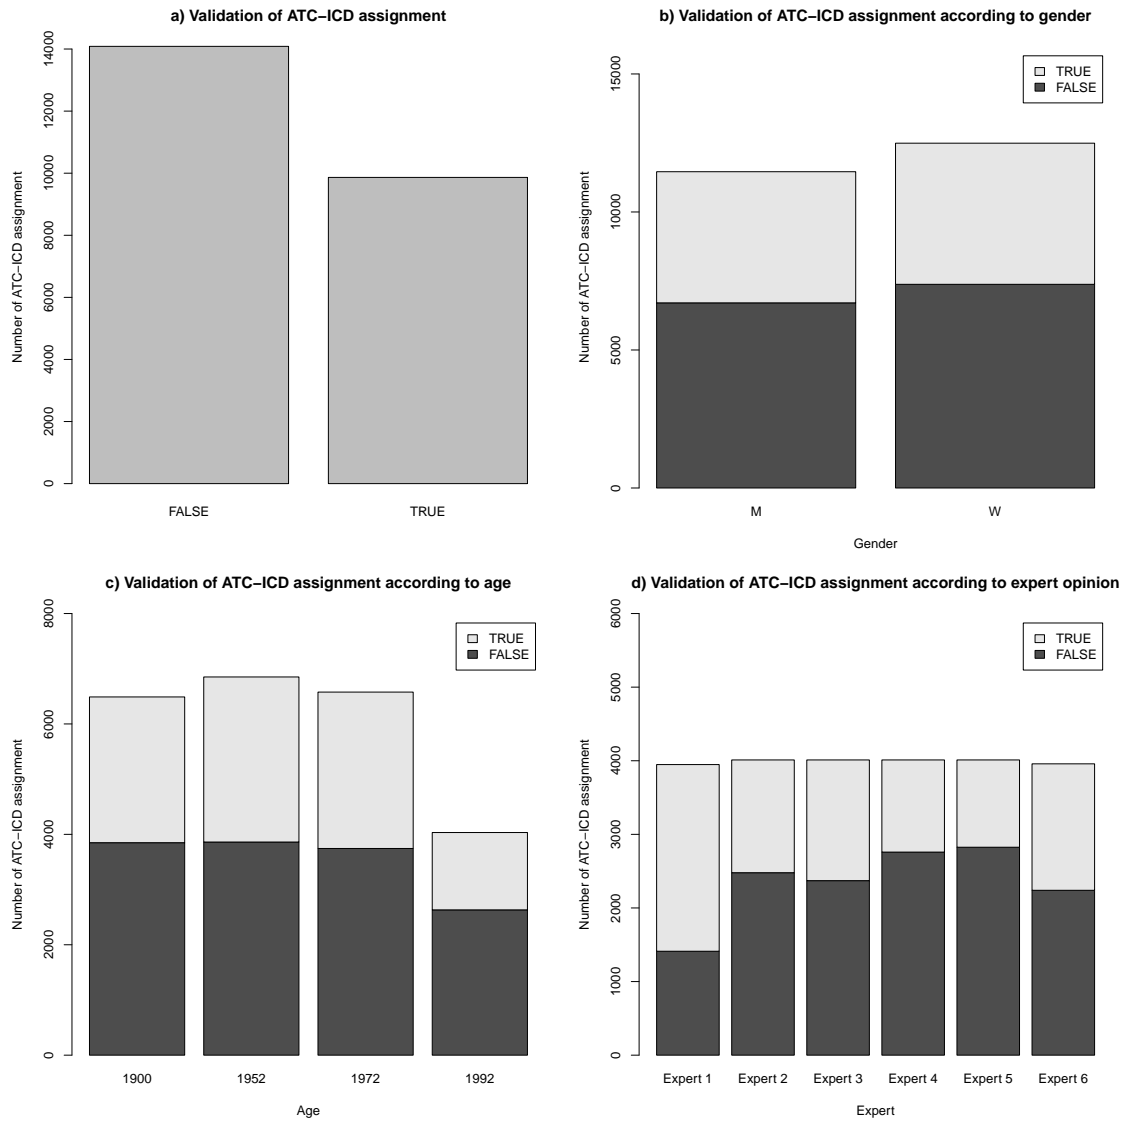 a) Validation of ATC−ICD assignment
Number of ATC−ICD assignment
0
2000
4000
6000
8000
10000
12000
14000
FALSE
TRUE
b) Validation of ATC−ICD assignment according to gender
Number of ATC−ICD assignment
0
5000
10000
15000
TRUE
FALSE
M
W
Gender
c) Validation of ATC−ICD assignment according to age
Number of ATC−ICD assignment
0
2000
4000
6000
8000
TRUE
FALSE
1900
1952
1972
1992
Age
d) Validation of ATC−ICD assignment according to expert opinion
Number of ATC−ICD assignment
0
1000
2000
3000
4000
5000
6000
TRUE
FALSE
Expert 1
Expert 2
Expert 3
Expert 4
Expert 5
Expert 6
Expert